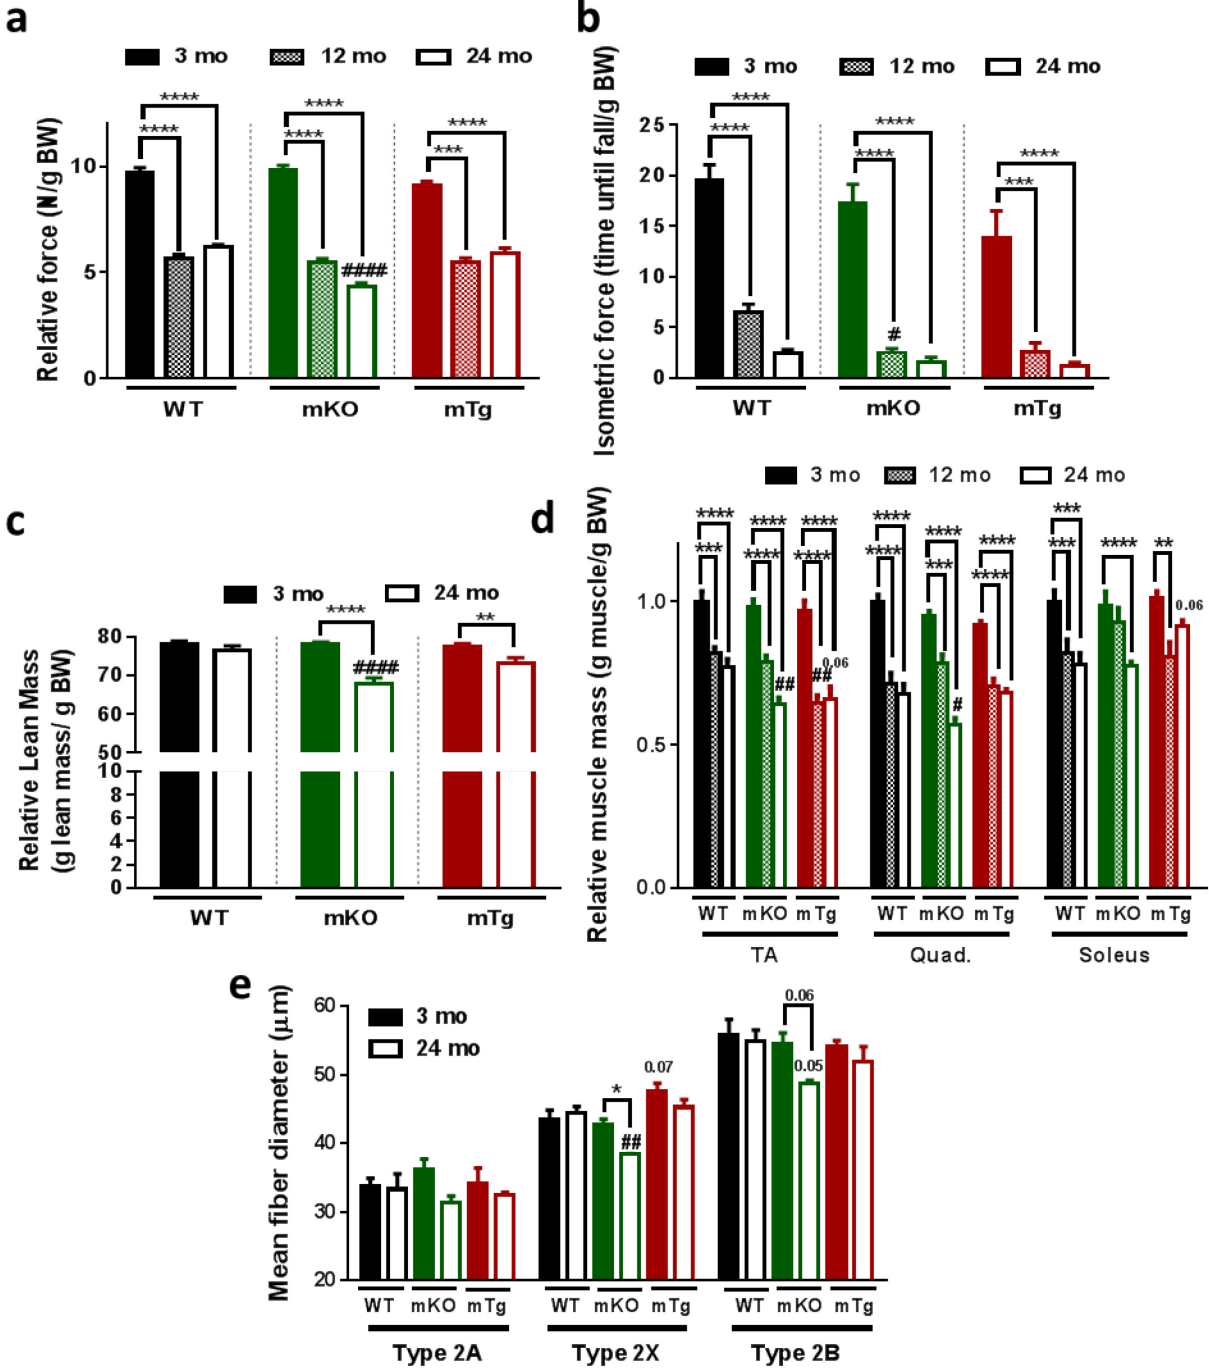 a
3 mo 12 mo 24 mo
Relative force (N/g BW)
10
5
0
**** ****
**** ****
*** ****
####
WT mKO mTg
b
3 mo 12 mo 24 mo
Isometric force (time until fall/g BW)
25
20
15
10
5
0
**** ****
**** ****
*** ****
#
WT mKO mTg
c
3 mo 24 mo
Relative Lean Mass
(g lean mass/ g BW)
80
70
60
50
10
8
6
4
2
0
****
####
**
WT mKO mTg
d
3 mo 12 mo 24 mo
Relative muscle mass (g muscle/g BW)
1.0
0.5
0.0
**** *** **** **** **** ****
## ## 0.06
**** **** **** *** **** ****
#
*** *** **** **
0.06
WT mKO mTg WT mKO mTg WT mKO mTg
TA Quad. Soleus
e
3 mo
24 mo
Mean fiber diameter (μm)
60
50
40
30
20
*
##
0.07
0.06
0.05
WT mKO mTg WT mKO mTg WT mKO mTg
Type 2A Type 2X Type 2B